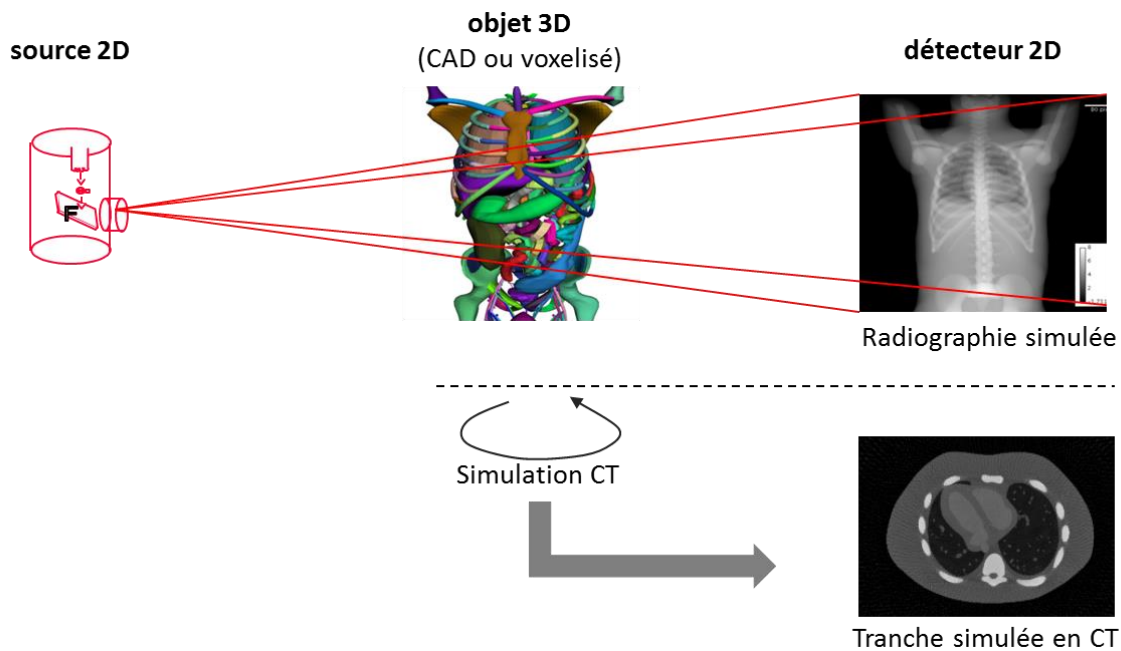 source 2D
objet 3D
(CAD ou voxelisé)
détecteur 2D
F
Radiographie simulée
Simulation CT
Tranche simulée en CT